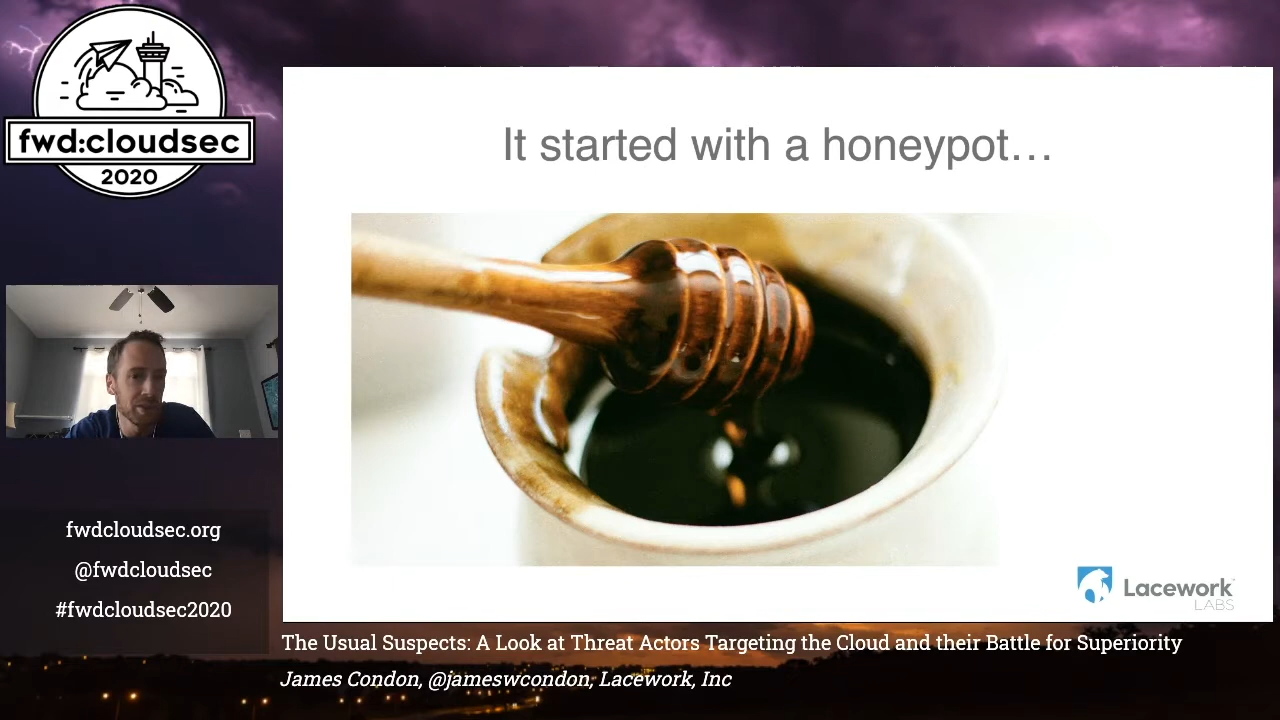 fwd:cloudsec
2020
It started with a honeypot…
Lacework
LABS
fwdcloudsec.org
@fwdcloudsec
#fwdcloudsec2020
The Usual Suspects: A Look at Threat Actors Targeting the Cloud and their Battle for Superiority
James Condon, @jameswcondon, Lacework, Inc